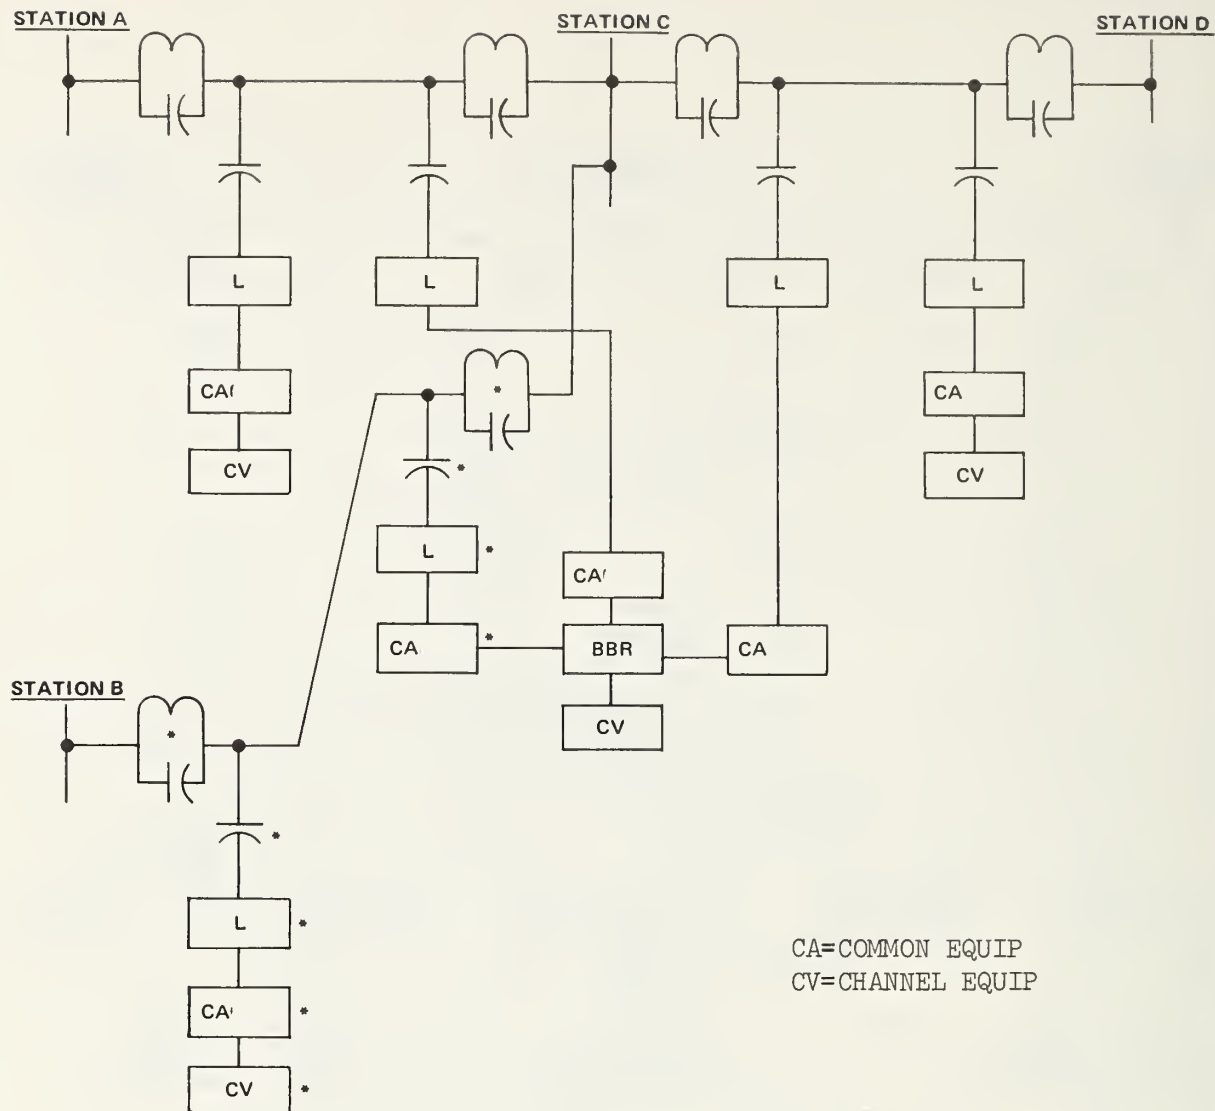 STATION A
STATION C
STATION D
L
L
L
L
CA
CA
CV
CV
*
*
L *
CA
CA *
BBR
CA
CV
STATION B
*
*
L *
CA *
CV *
CA=COMMON EQUIP
CV=CHANNEL EQUIP